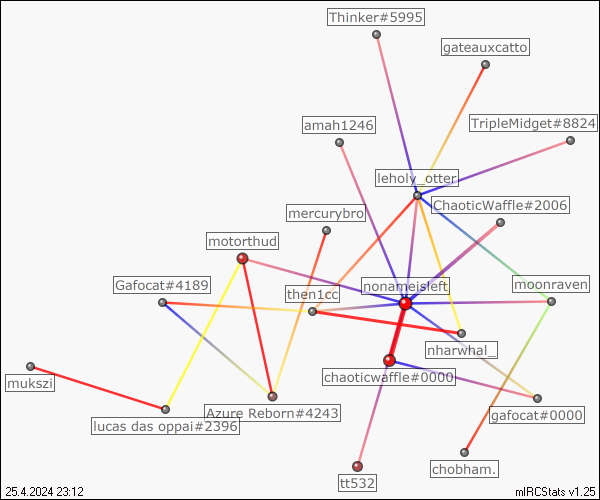 Thinker#5995
gateauxcatto
TripleMidget#8824
amah1246
leholy_otter
ChaoticWaffle#2006
mercurybro
motorthud
Gafocat#4189
then1cc
nonameisleft
moonraven
nharwhal_
chaoticwaffle#0000
mukszi
lucas das oppai#2396
Azure Reborn#4243
gafocat#0000
tt532
chobham.
25.4.2024 23:12
mIRCStats v1.25